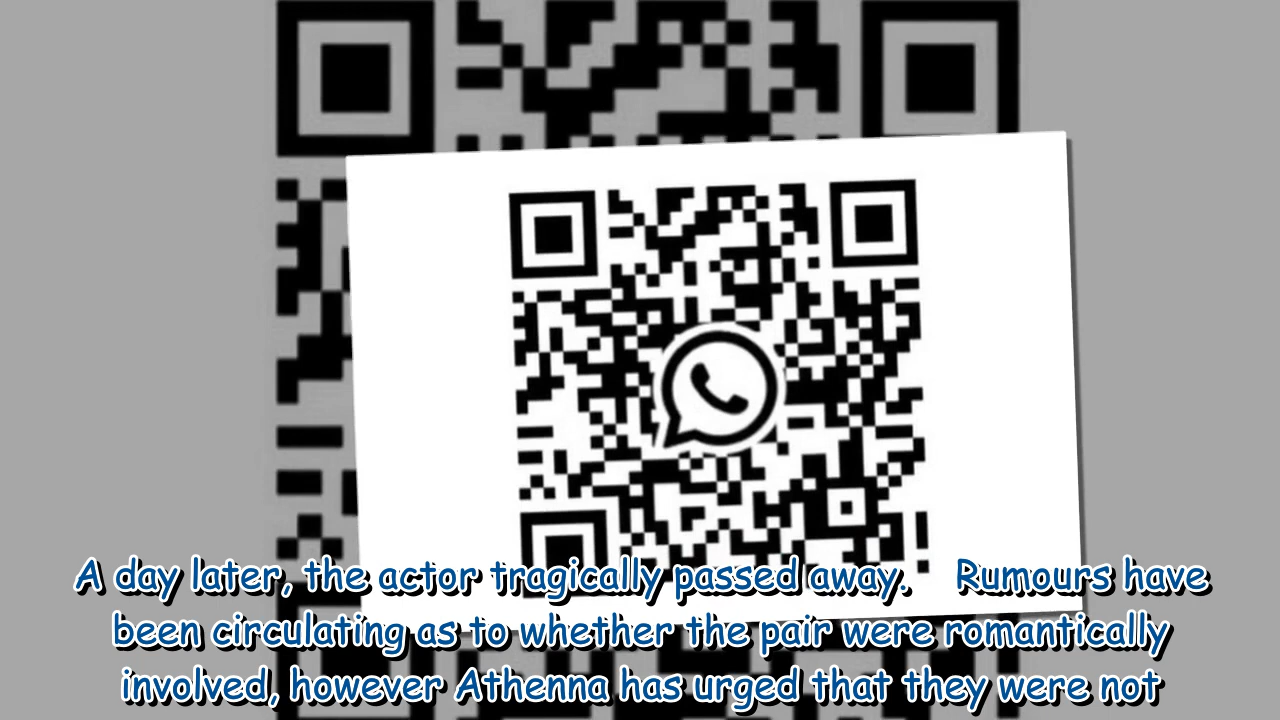 A day later, the actor tragically passed away. Rumours have
been circulating as to whether the pair were romantically
involved, however Athenna has urged that they were not